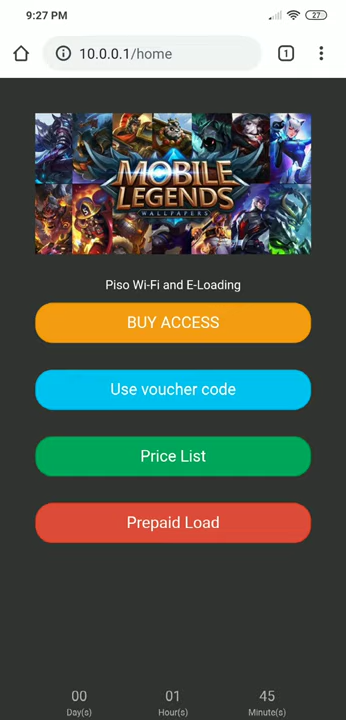 9:27 PM
27
10.0.0.1/home
1
MOBILE
LEGENDS
WALLPAPERS
Piso Wi-Fi and E-Loading
BUY ACCESS
Use voucher code
Price List
Prepaid Load
00 01 45
Day(s) Hour(s) Minute(s)